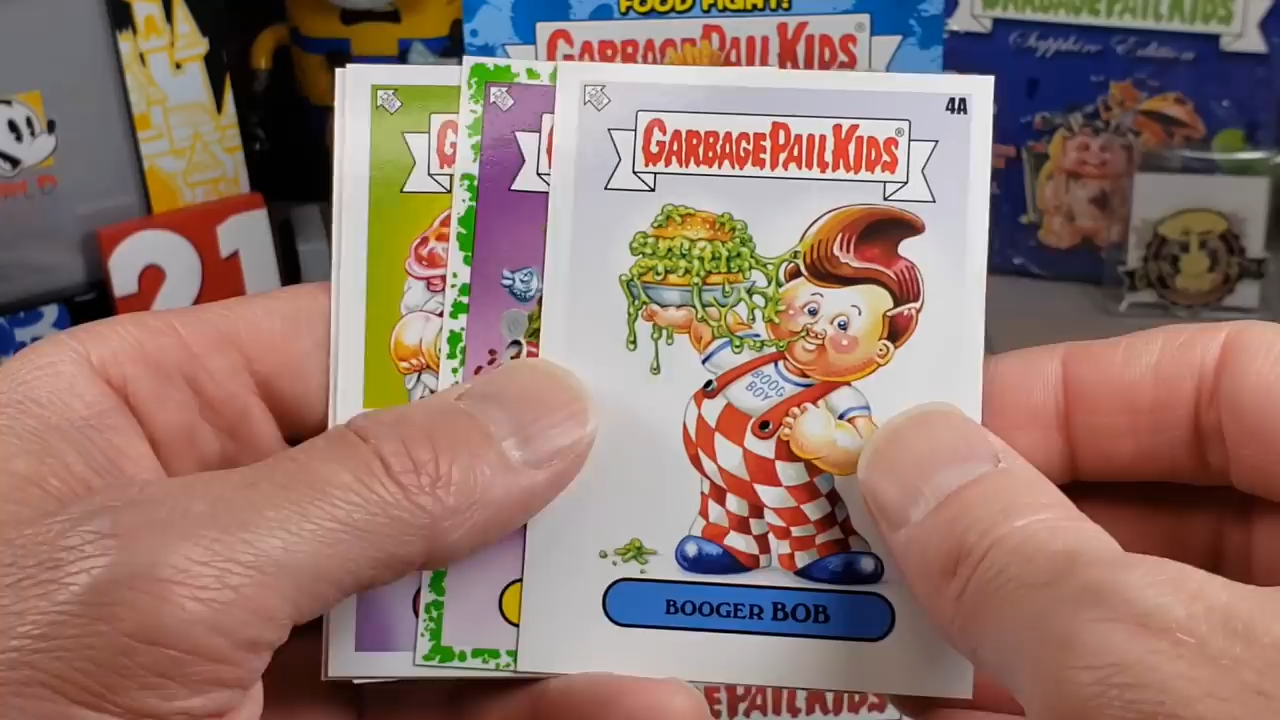 FOOD FIGHT!
GARBAGE PAIL KIDS
GARBAGE PAIL KIDS
Sapphire Edition
4A
GARBAGE PAIL KIDS
G
21
BOOG
BOY
BOOGER BOB
GE PAIL KIDS